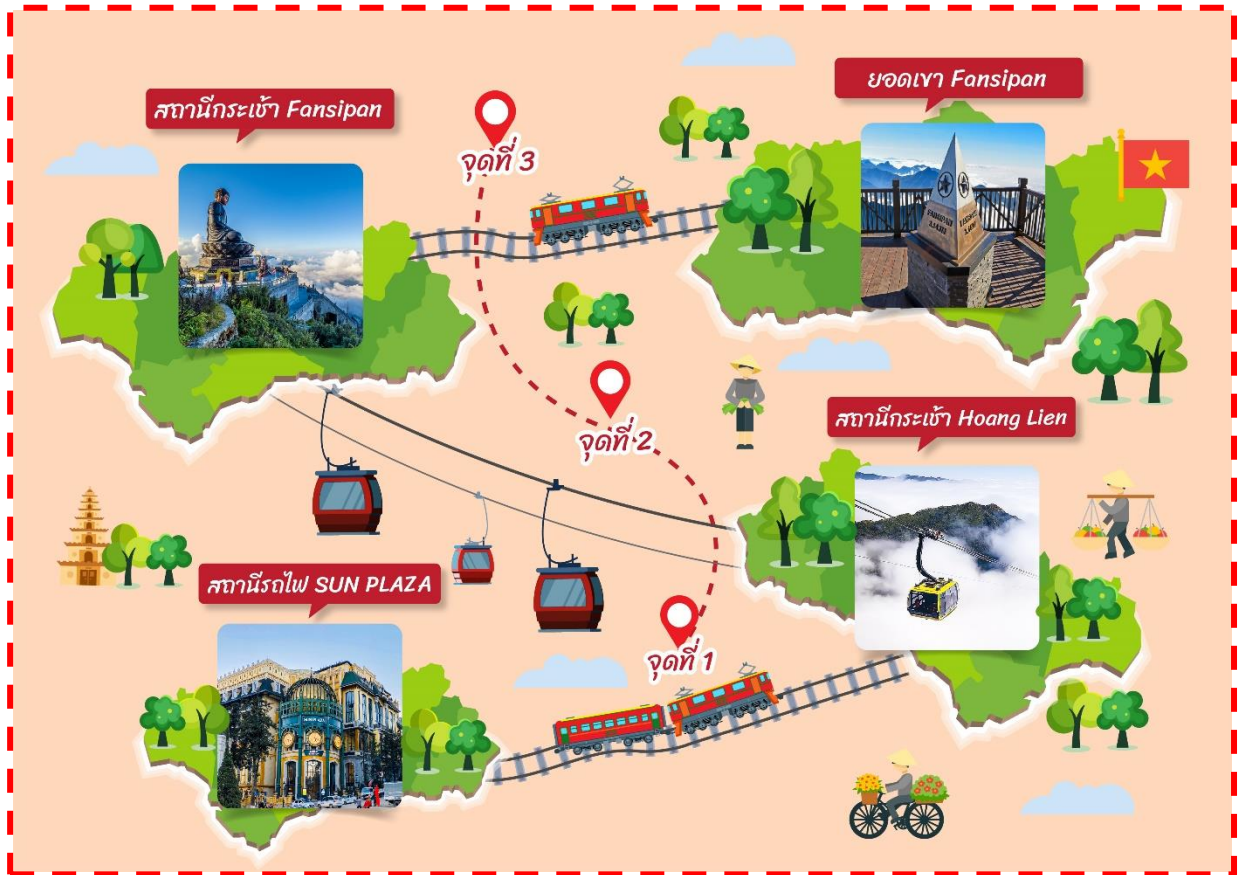 สถานีกระเช้า Fansipan
ยอดเขา Fansipan
จุดที่ 3
จุดที่ 2
สถานีกระเช้า Hoang Lien
สถานีรถไฟ SUN PLAZA
จุดที่ 1